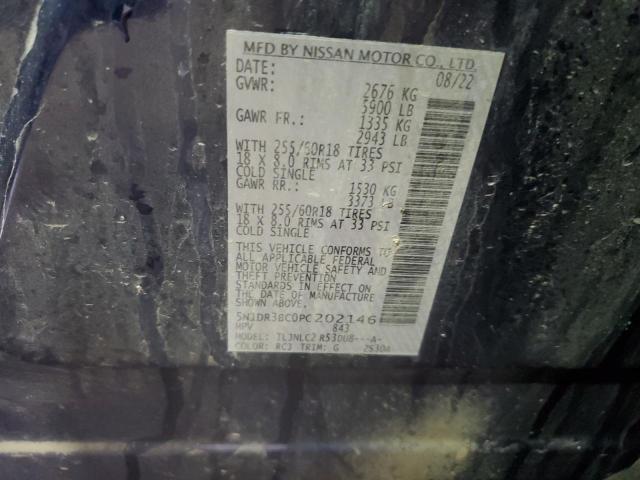 MFD BY NISSAN MOTOR CO., LTD.
DATE: 08/22
GVWR: 2676 KG
5900 LB
GAWR FR.: 1335 KG
2943 LB
WITH 255/60R18 TIRES
18 X 8.0 RIMS AT 33 PSI
COLD SINGLE
GAWR RR.: 1530 KG
3373 LB
WITH 255/60R18 TIRES
18 X 8.0 RIMS AT 33 PSI
COLD SINGLE
THIS VEHICLE CONFORMS TO
ALL APPLICABLE FEDERAL
MOTOR VEHICLE SAFETY AND
THEFT PREVENTION
STANDARDS IN EFFECT ON
THE DATE OF MANUFACTURE
SHOWN ABOVE.
5N1DR3BC0PC202146
MPV 843
MODEL: TLJNLC2 R53DU8---A-
COLOR: RCJ TRIM: G 2S30A